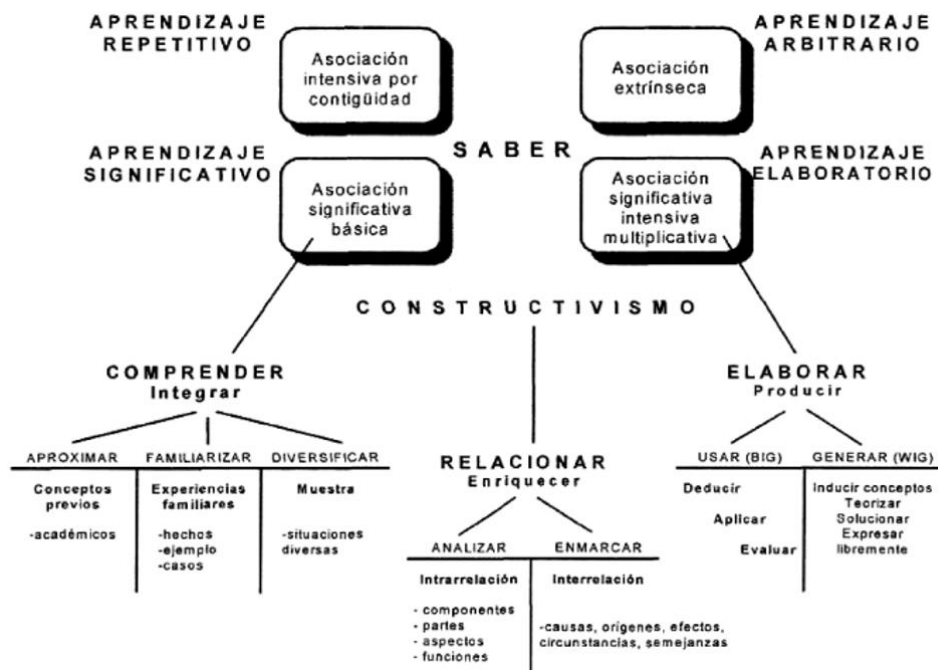 APRENDIZAJE
REPETITIVO
Asociación
intensiva por
contigüidad
Asociación
extrínseca
APRENDIZAJE
ARBITRARIO
SABER
APRENDIZAJE
SIGNIFICATIVO
Asociación
significativa
básica
Asociación
significativa
intensiva
multiplicativa
APRENDIZAJE
ELABORATORIO
CONSTRUCTIVISMO
COMPRENDER
Integrar
APROXIMAR
Conceptos
previos
-académicos
FAMILIARIZAR
Experiencias
familiares
-hechos
-ejemplo
-casos
DIVERSIFICAR
Muestra
-situaciones
diversas
RELACIONAR
Enriquecer
ANALIZAR
Intrarrelación
- componentes
- partes
- aspectos
- funciones
ENMARCAR
Interrelación
-causas, orígenes, efectos,
circunstancias, semejanzas
ELABORAR
Producir
USAR (BIG)
Deducir
Aplicar
Evaluar
GENERAR (WIG)
Inducir conceptos
Teorizar
Solucionar
Expresar
libremente